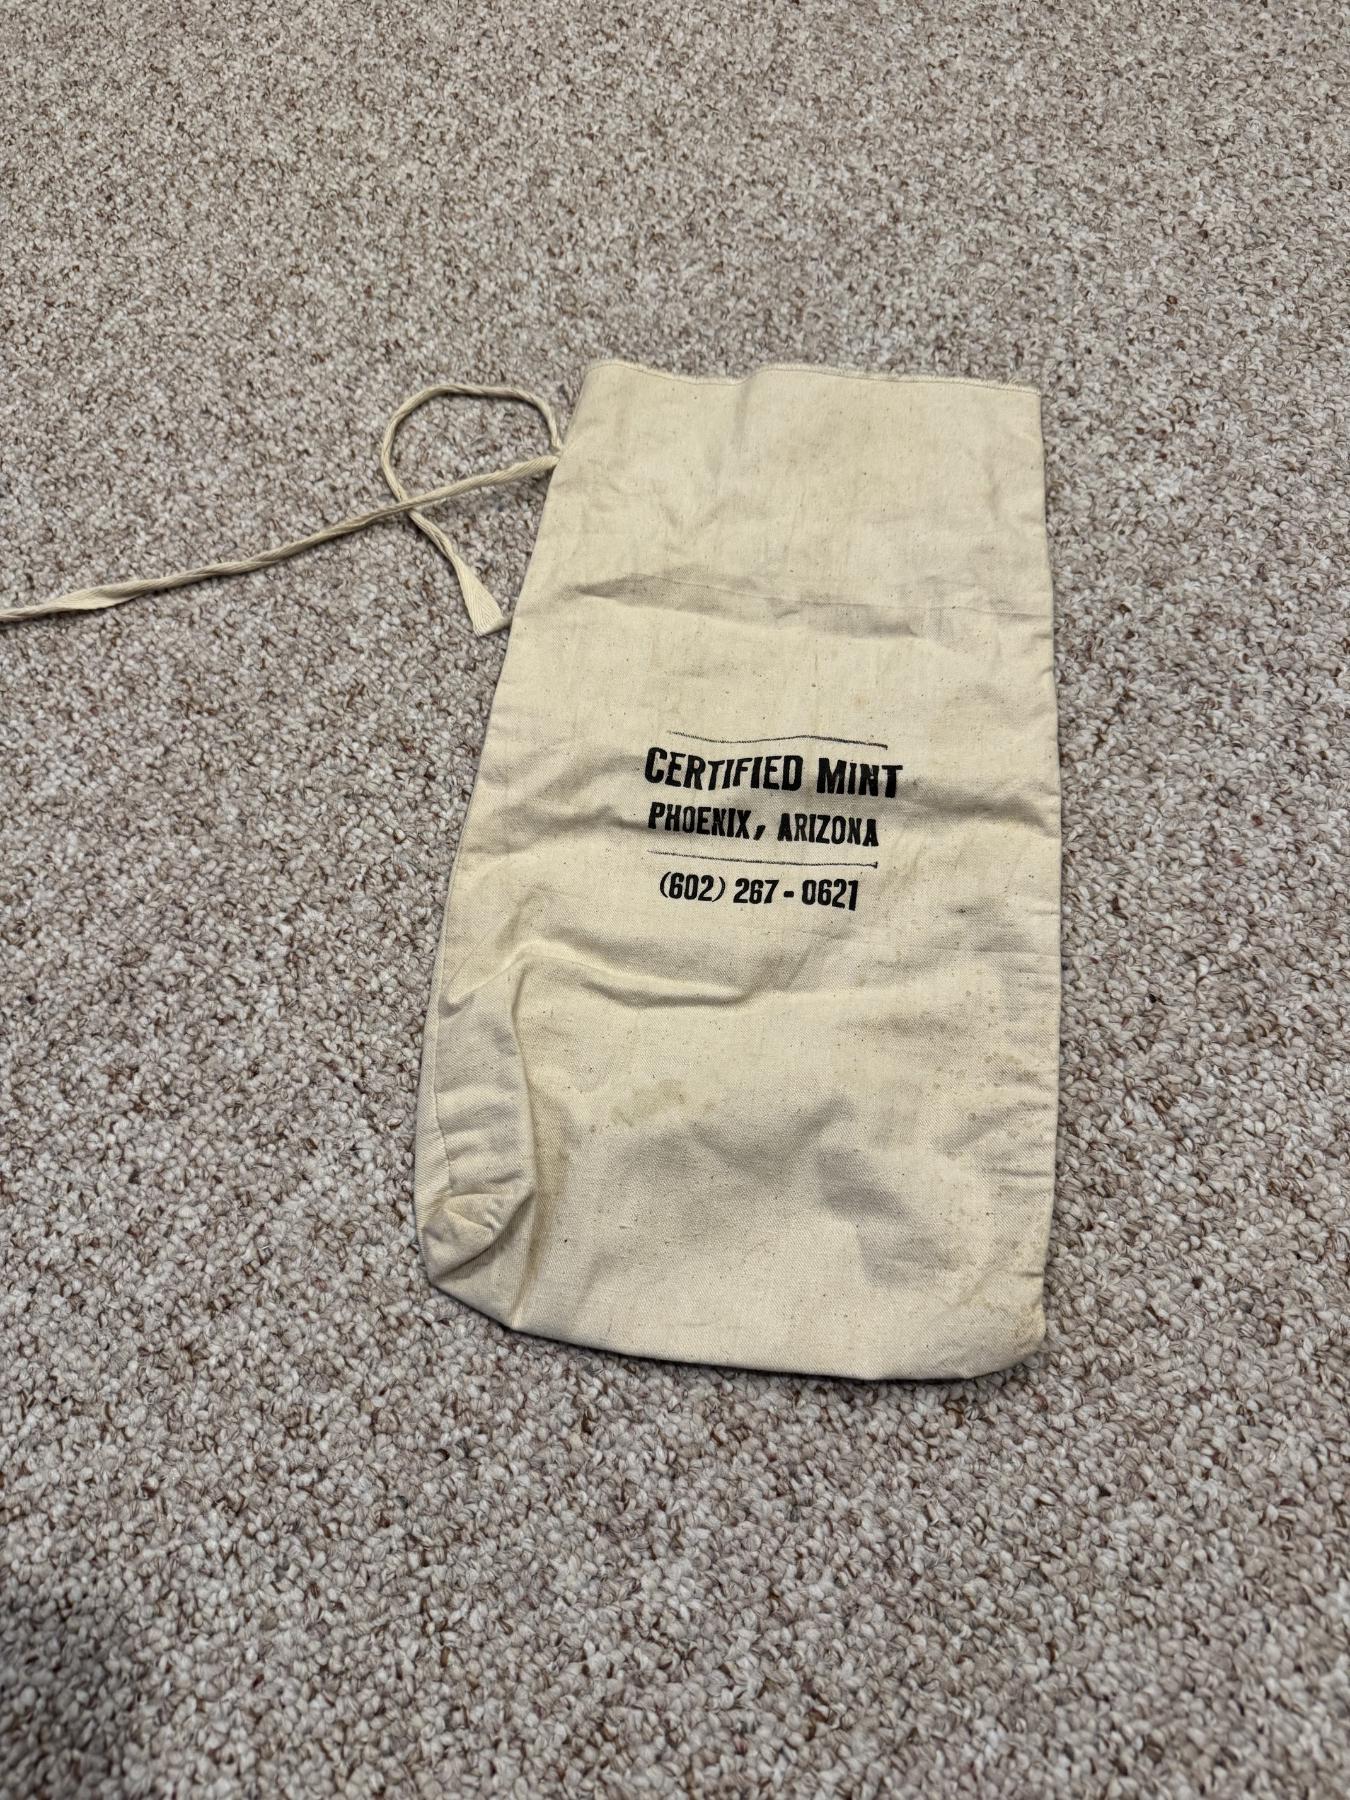 CERTIFIED MINT
PHOENIX, ARIZONA
(602) 267-0621